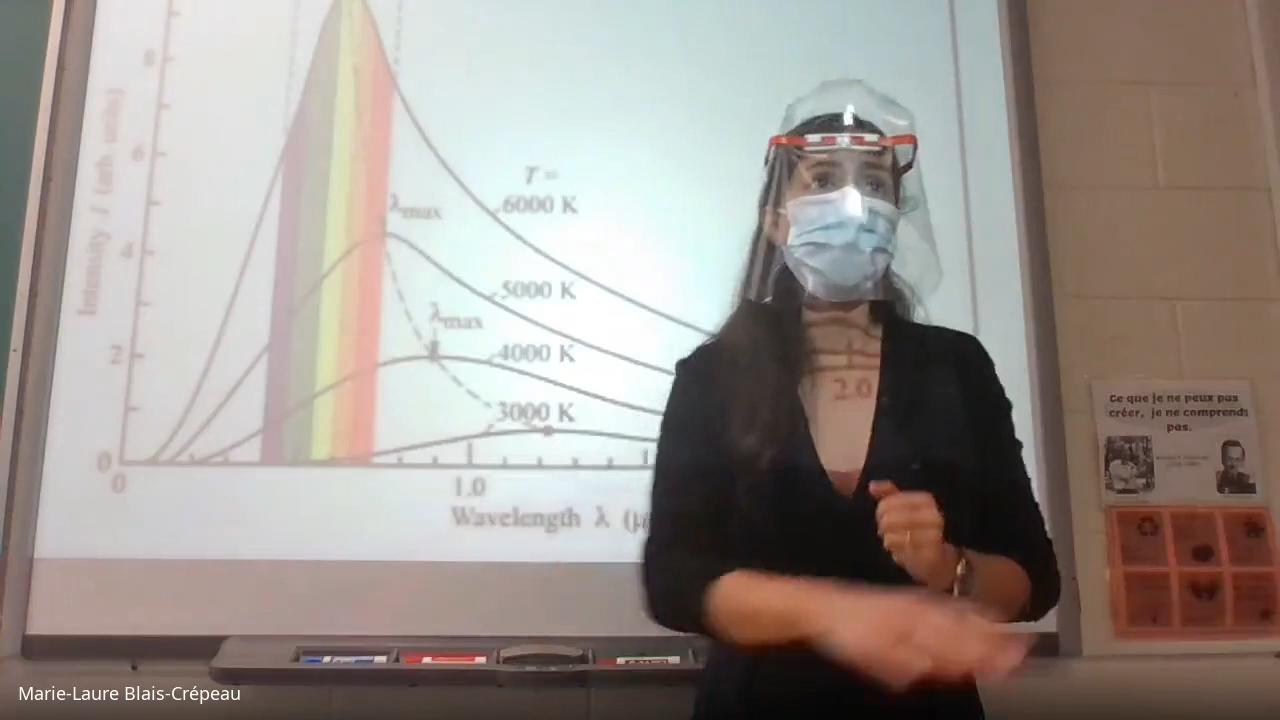 8
6
4
2
0
0
Intensity / (arb units)
T =
6000 K
λmax
5000 K
λmax
4000 K
3000 K
1.0
2.0
Wavelength λ
Ce que je ne peux pas
créer, je ne comprends
pas.
Marie-Laure Blais-Crépeau